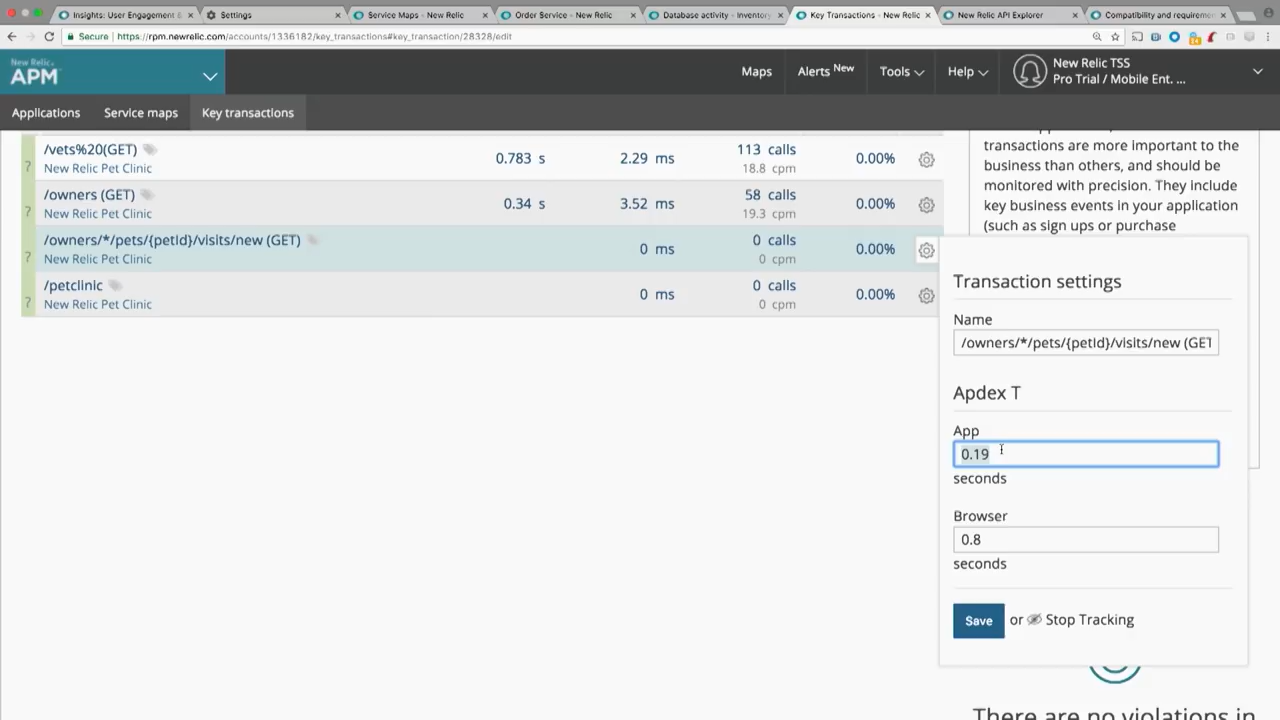 Insights: User Engagement &
Settings
Service Maps - New Relic
Order Service - New Relic
Database activity - Inventory
Key Transactions - New Relic
New Relic API Explorer
Compatibility and requiremen
Secure | https://rpm.newrelic.com/accounts/1336182/key_transactions#key_transaction/28328/edit
New Relic.
APM
Maps
Alerts New
Tools
Help
New Relic TSS
Pro Trial / Mobile Ent. ...
Applications
Service maps
Key transactions
/vets%20(GET)
New Relic Pet Clinic
0.783 s
2.29 ms
113 calls
18.8 cpm
0.00%
/owners (GET)
New Relic Pet Clinic
0.34 s
3.52 ms
58 calls
19.3 cpm
0.00%
/owners/*/pets/{petId}/visits/new (GET)
New Relic Pet Clinic
0 ms
0 calls
0 cpm
0.00%
/petclinic
New Relic Pet Clinic
0 ms
0 calls
0 cpm
0.00%
transactions are more important to the
business than others, and should be
monitored with precision. They include
key business events in your application
(such as sign ups or purchase
Transaction settings
Name
/owners/*/pets/{petId}/visits/new (GET
Apdex T
App
0.19
seconds
Browser
0.8
seconds
Save or Stop Tracking
There are no violations in